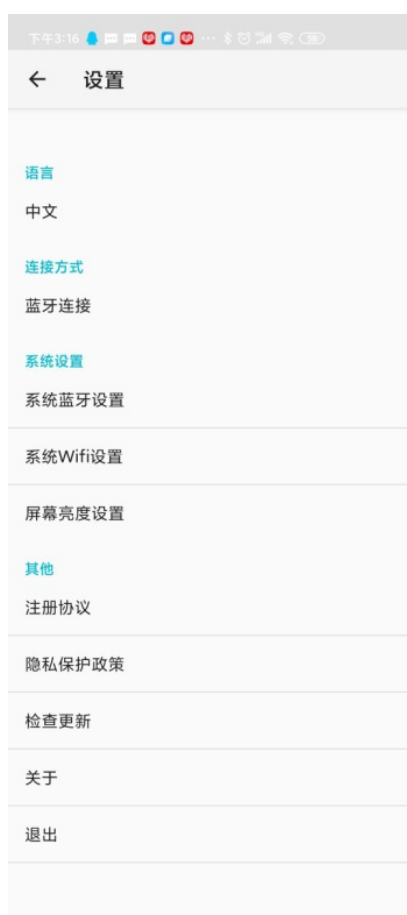 下午3:16
设置
语言
中文
连接方式
蓝牙连接
系统设置
系统蓝牙设置
系统Wifi设置
屏幕亮度设置
其他
注册协议
隐私保护政策
检查更新
关于
退出